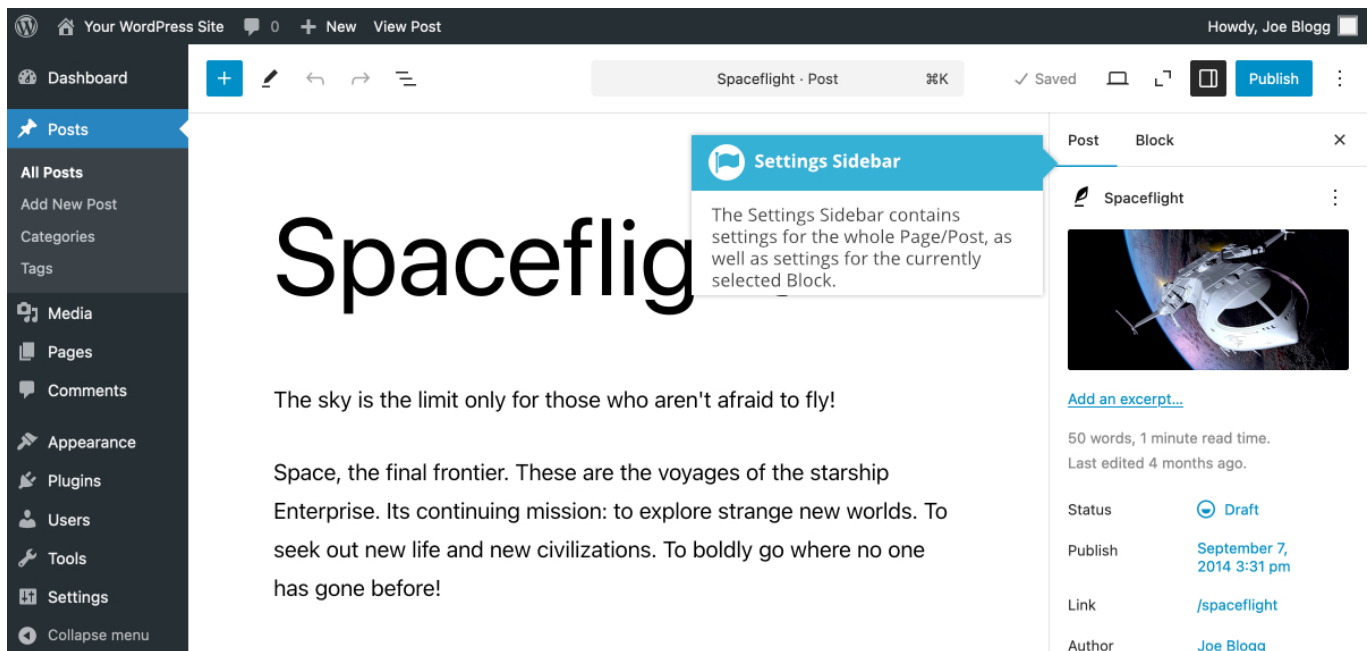 Your WordPress Site 0 New View Post Howdy, Joe Blogg
Dashboard
Posts
All Posts
Add New Post
Categories
Tags
Media
Pages
Comments
Appearance
Plugins
Users
Tools
Settings
Collapse menu
Spaceflight · Post ⌘K Saved Publish
Settings Sidebar
The Settings Sidebar contains
settings for the whole Page/Post, as
well as settings for the currently
selected Block.
Spaceflig
The sky is the limit only for those who aren't afraid to fly!
Space, the final frontier. These are the voyages of the starship
Enterprise. Its continuing mission: to explore strange new worlds. To
seek out new life and new civilizations. To boldly go where no one
has gone before!
Post Block
Spaceflight
Add an excerpt...
50 words, 1 minute read time.
Last edited 4 months ago.
Status Draft
Publish September 7,
2014 3:31 pm
Link /spaceflight
Author Joe Blogg